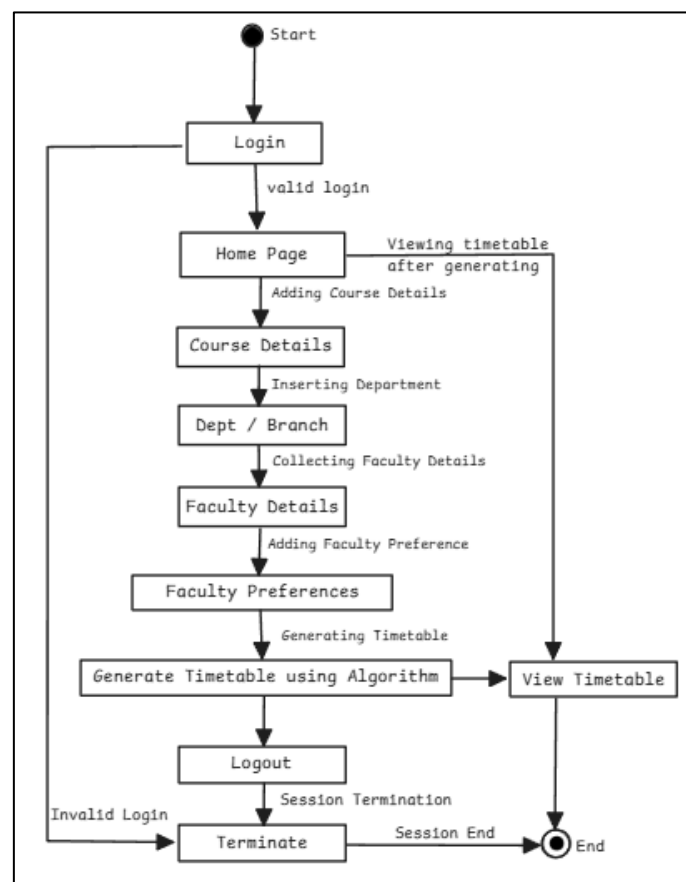 Start
Login
valid login
Home Page
Viewing timetable
after generating
Adding Course Details
Course Details
Inserting Department
Dept / Branch
Collecting Faculty Details
Faculty Details
Adding Faculty Preference
Faculty Preferences
Generating Timetable
Generate Timetable using Algorithm
View Timetable
Logout
Session Termination
Invalid Login
Terminate
Session End
End